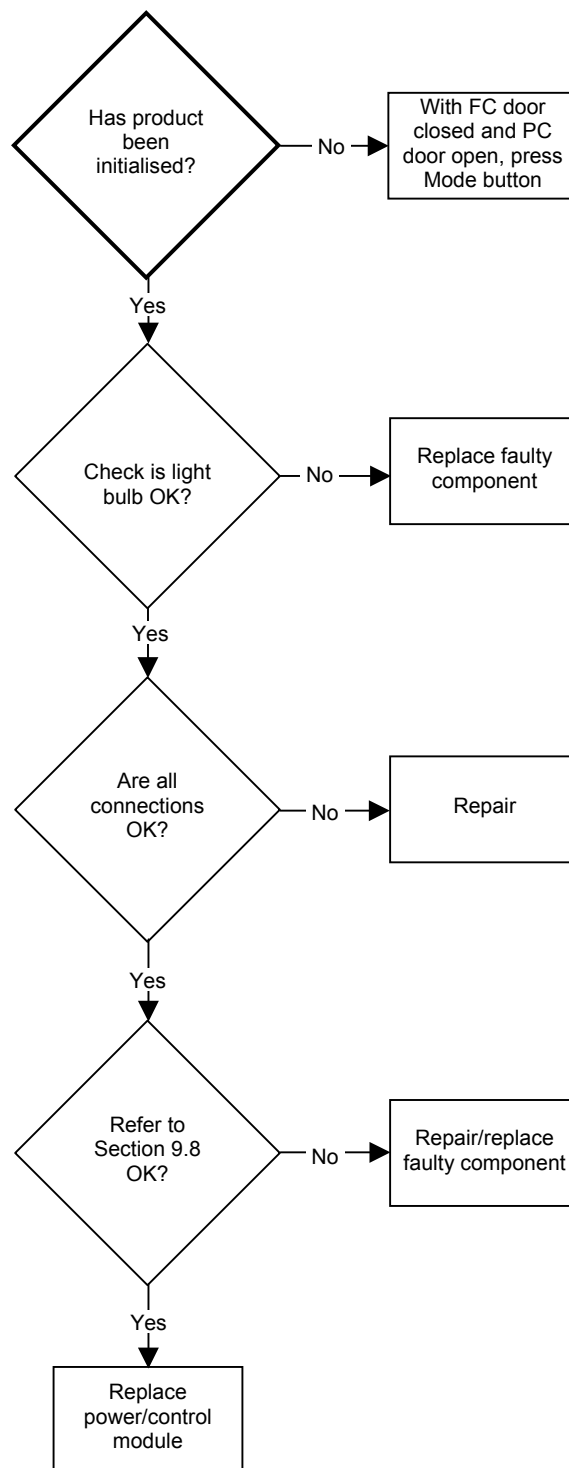 Has product
been
initialised?
No
With FC door
closed and PC
door open, press
Mode button
Yes
Check is light
bulb OK?
No
Replace faulty
component
Yes
Are all
connections
OK?
No
Repair
Yes
Refer to
Section 9.8
OK?
No
Repair/replace
faulty component
Yes
Replace
power/control
module